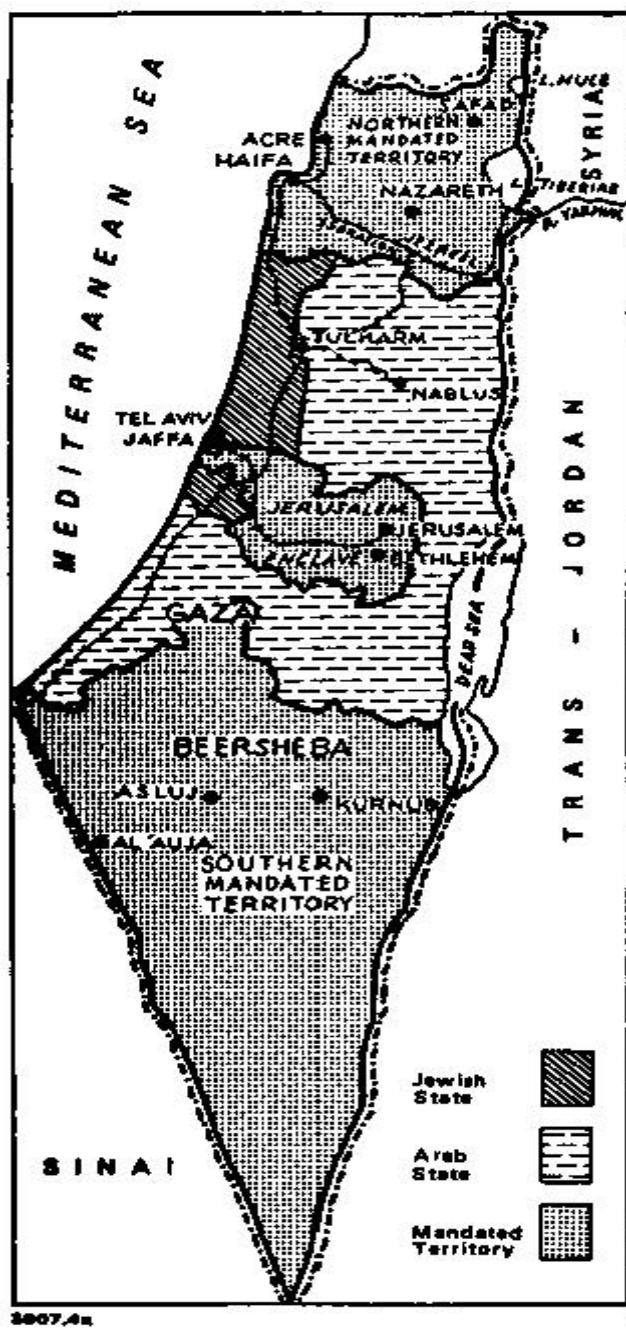 MEDITERRANEAN SEA
L. HULE
SAFAD
SYRIA
NORTHERN
MANDATED
TERRITORY
ACRE
HAIFA
NAZARETH
L. TIBERIAS
R. YARMUK
JEZREEL
TULKARM
NABLUS
TEL AVIV
JAFFA
JERUSALEM
ENCLAVE
JERUSALEM
BETHLEHEM
GAZA
DEAD SEA
TRANS - JORDAN
BEERSHEBA
ASLUJ
KURNUB
AL'AUJA
SOUTHERN
MANDATED
TERRITORY
SINAI
Jewish
State
Arab
State
Mandated
Territory